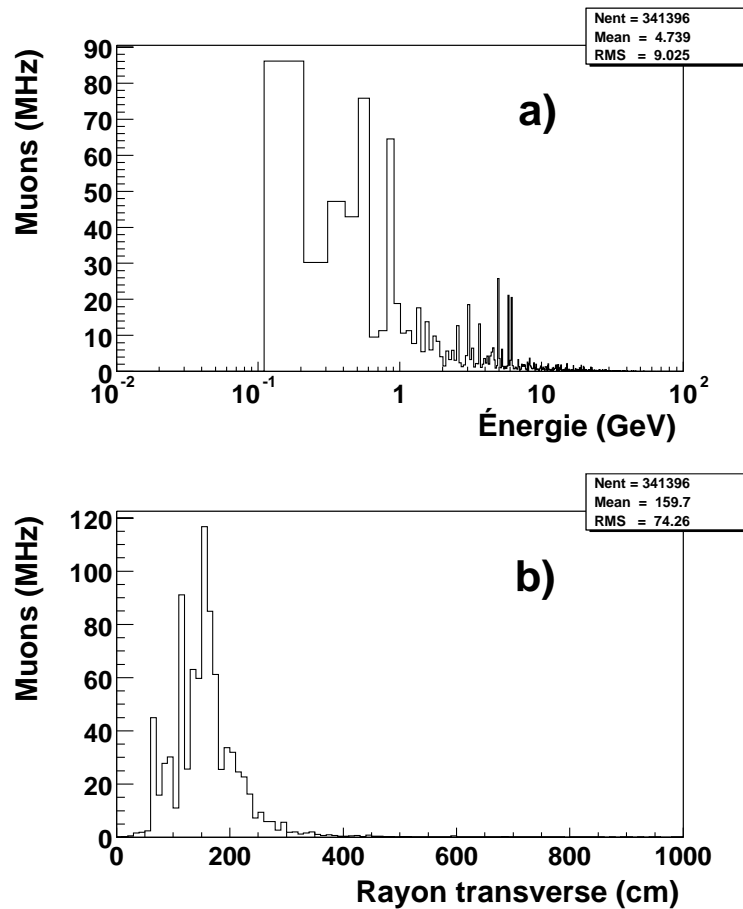 Nent = 341396
Mean = 4.739
RMS = 9.025
Muons (MHz)
90
80
70
60
50
40
30
20
10
0
a)
10^-2 10^-1 1 10 10^2
Énergie (GeV)
Nent = 341396
Mean = 159.7
RMS = 74.26
Muons (MHz)
120
100
80
60
40
20
0
b)
0 200 400 600 800 1000
Rayon transverse (cm)